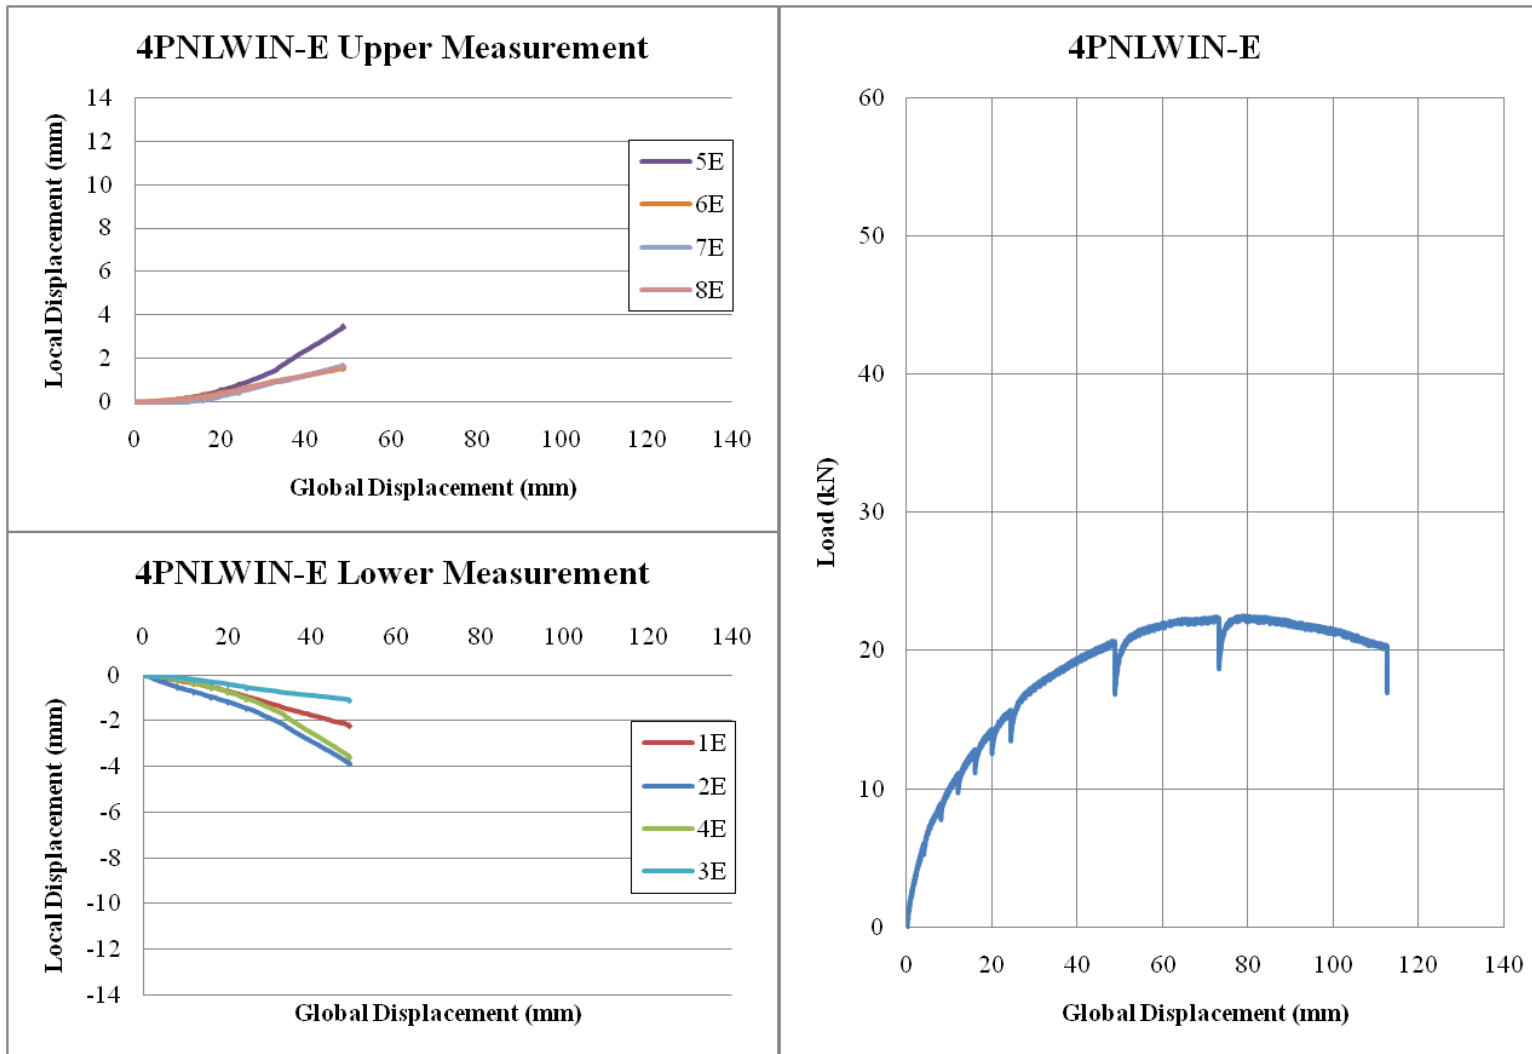 4PNLWIN-E Upper Measurement
14
12
10
8
6
4
2
0
Local Displacement (mm)
0 20 40 60 80 100 120 140
Global Displacement (mm)
5E
6E
7E
8E
4PNLWIN-E Lower Measurement
0 20 40 60 80 100 120 140
0
-2
-4
-6
-8
-10
-12
-14
Local Displacement (mm)
Global Displacement (mm)
1E
2E
4E
3E
4PNLWIN-E
60
50
40
30
20
10
0
Load (kN)
0 20 40 60 80 100 120 140
Global Displacement (mm)